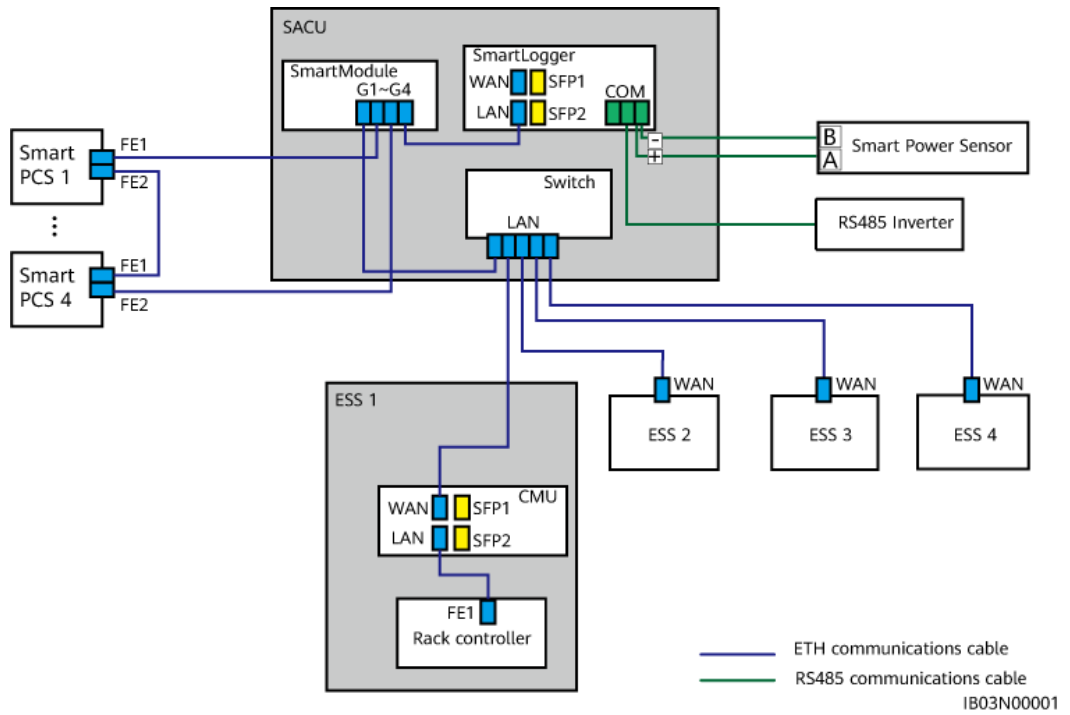 SACU
SmartModule
G1~G4
SmartLogger
WAN
SFP1
LAN
SFP2
COM
-
+
B
A
Smart Power Sensor
RS485 Inverter
Switch
LAN
Smart
PCS 1
FE1
FE2
⋮
Smart
PCS 4
FE1
FE2
ESS 1
CMU
WAN
SFP1
LAN
SFP2
FE1
Rack controller
WAN
ESS 2
WAN
ESS 3
WAN
ESS 4
ETH communications cable
RS485 communications cable
IB03N00001